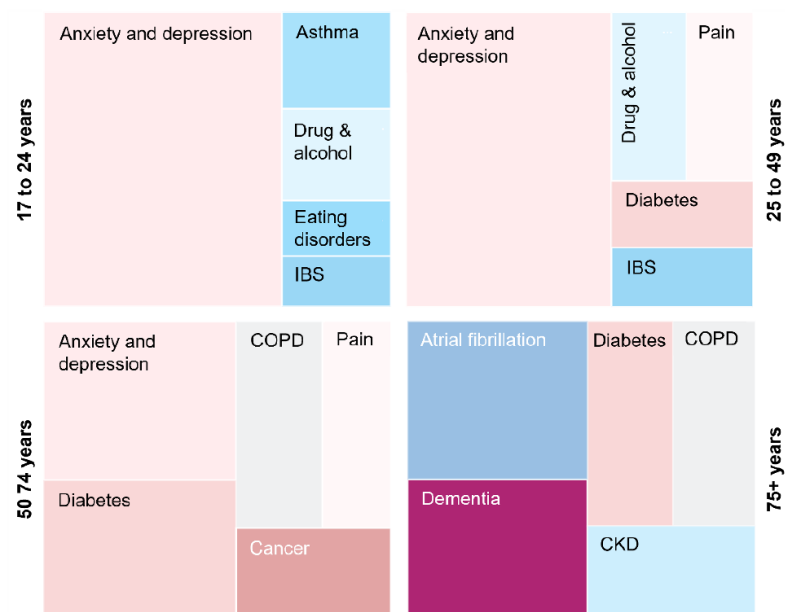 17 to 24 years
Anxiety and depression
Asthma
Drug &
alcohol
Eating
disorders
IBS
Anxiety and
depression
Drug & alcohol
Pain
Diabetes
IBS
25 to 49 years
50 74 years
Anxiety and
depression
COPD
Pain
Diabetes
Cancer
Atrial fibrillation
Diabetes
COPD
Dementia
CKD
75+ years